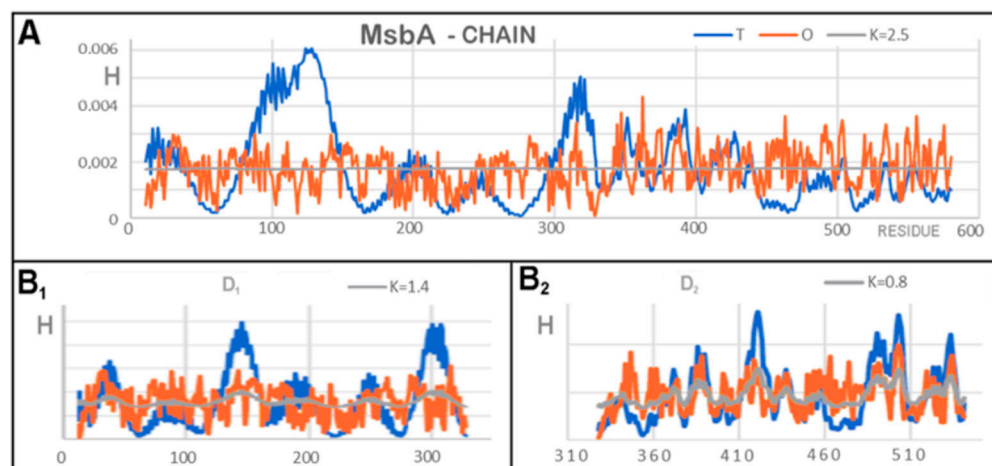 A MsbA - CHAIN T O K=2.5
0.006
H
0.004
0.002
0
0 100 200 300 400 500 RESIDUE 600
B1 D1 K=1.4
H
0 100 200 300
B2 D2 K=0.8
H
310 360 410 460 510